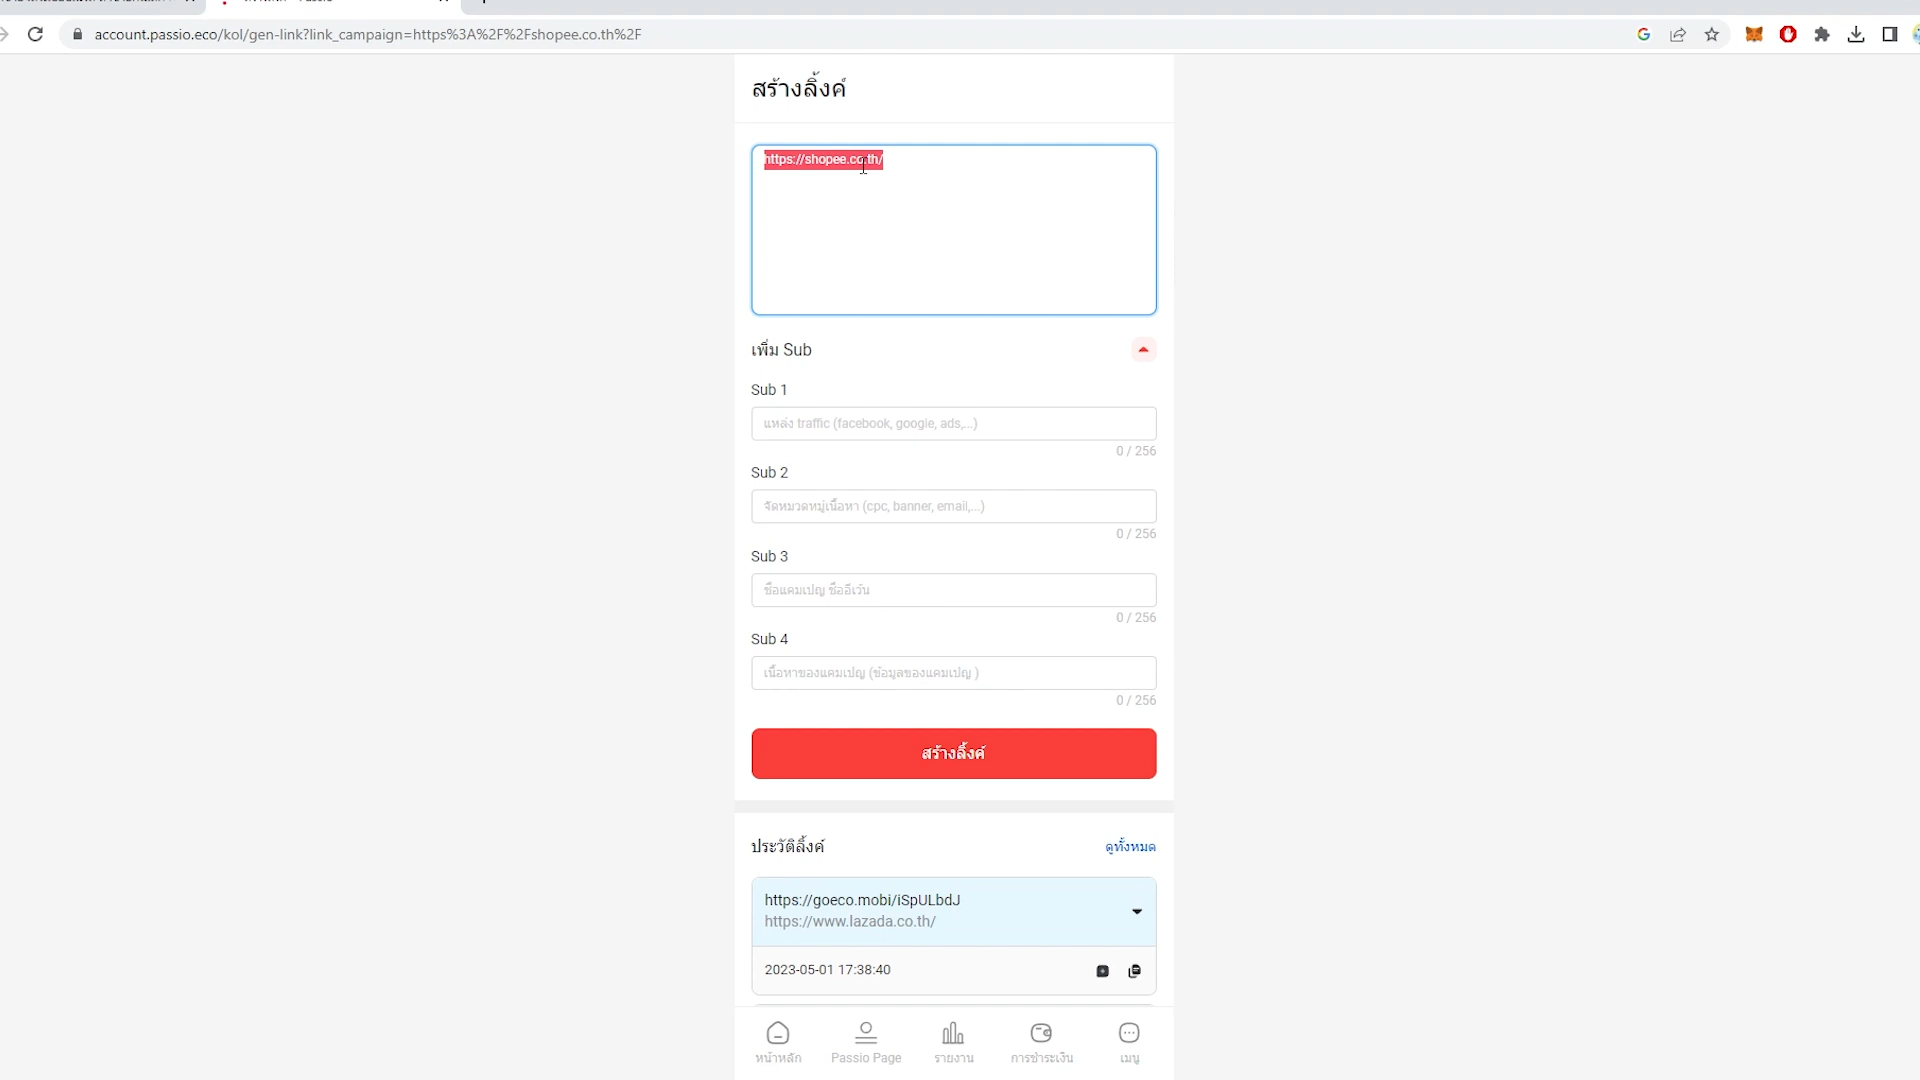 account.passio.eco/kol/gen-link?link_campaign=https%3A%2F%2Fshopee.co.th%2F
สร้างลิ้งค์
https://shopee.co.th/
เพิ่ม Sub
Sub 1
แหล่ง traffic (facebook, google, ads,...)
0 / 256
Sub 2
จัดหมวดหมู่เนื้อหา (cpc, banner, email,...)
0 / 256
Sub 3
ชื่อแคมเปญ ชื่ออีเว้น
0 / 256
Sub 4
เนื้อหาของแคมเปญ (ข้อมูลของแคมเปญ )
0 / 256
สร้างลิ้งค์
ประวัติลิ้งค์ ดูทั้งหมด
https://goeco.mobi/iSpULbdJ
https://www.lazada.co.th/
2023-05-01 17:38:40
หน้าหลัก Passio Page รายงาน การชำระเงิน เมนู